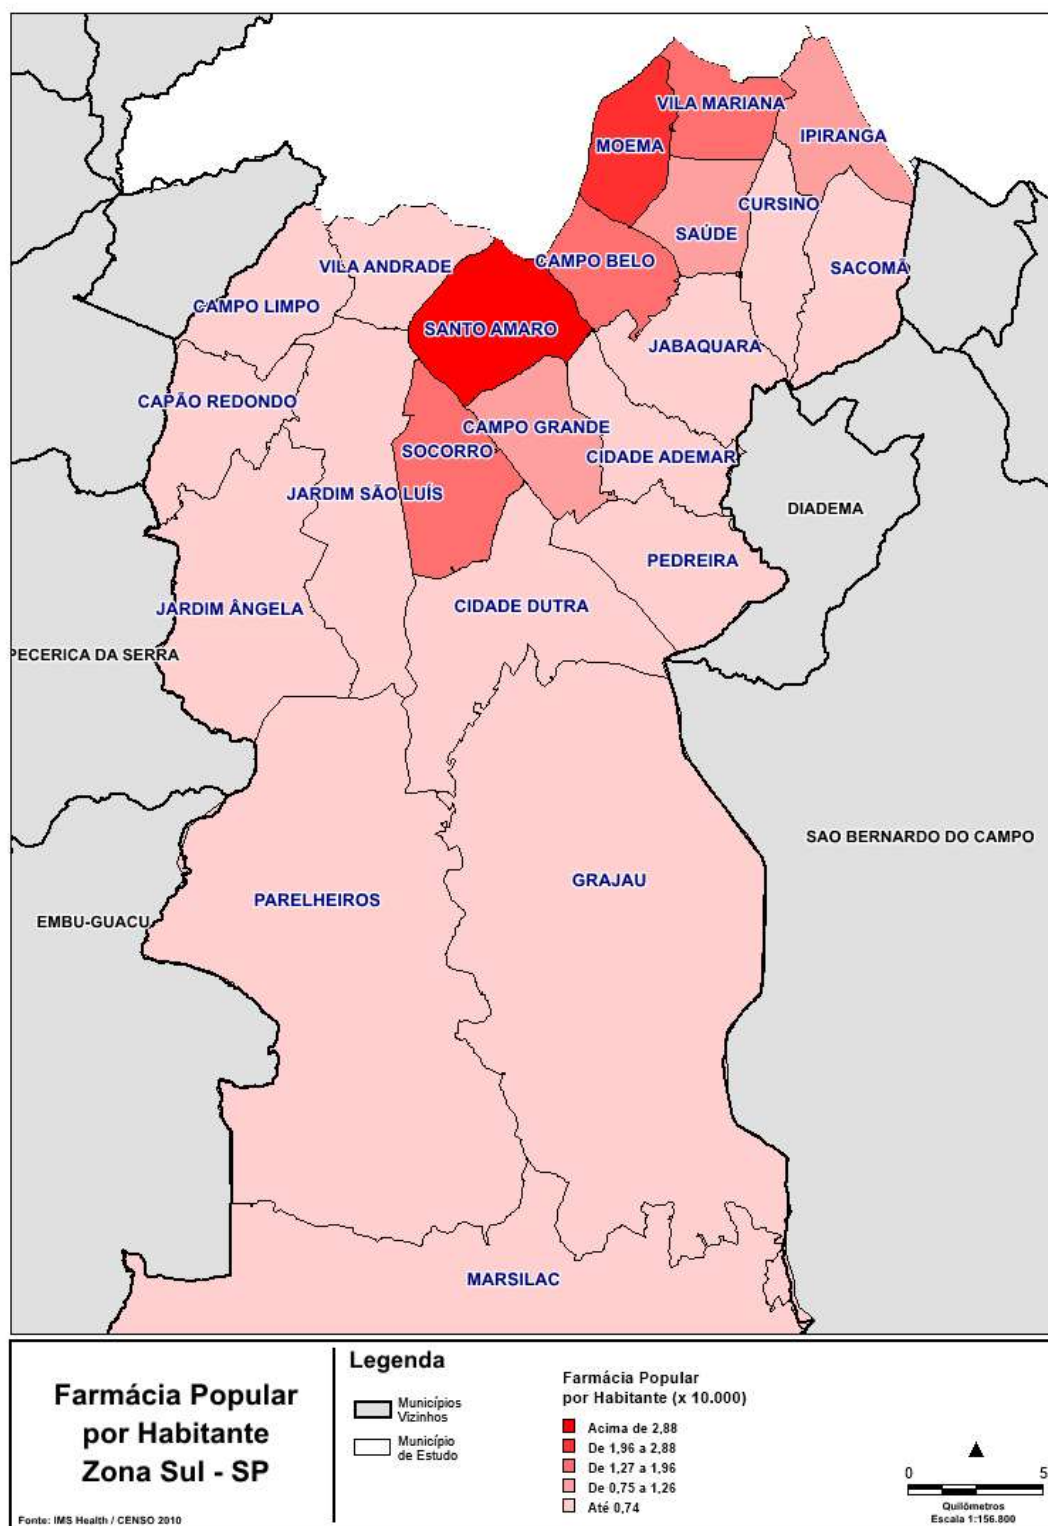 VILA MARIANA
IPIRANGA
MOEMA
CURSINO
SAÚDE
CAMPO BELO
VILA ANDRADE
SACOMÃ
CAMPO LIMPO
SANTO AMARO
JABAQUARA
CAPÃO REDONDO
CAMPO GRANDE
SOCORRO
CIDADE ADEMAR
JARDIM SÃO LUÍS
DIADEMA
PEDREIRA
JARDIM ÂNGELA
CIDADE DUTRA
PECERICA DA SERRA
SAO BERNARDO DO CAMPO
GRAJAU
PARELHEIROS
EMBU-GUACU
MARSILAC
Farmácia Popular
por Habitante
Zona Sul - SP
Fonte: IMS Health / CENSO 2010
Legenda
Municípios
Vizinhos
Município
de Estudo
Farmácia Popular
por Habitante (x 10.000)
Acima de 2,88
De 1,96 a 2,88
De 1,27 a 1,96
De 0,75 a 1,26
Até 0,74
0 5
Quilômetros
Escala 1:156.800